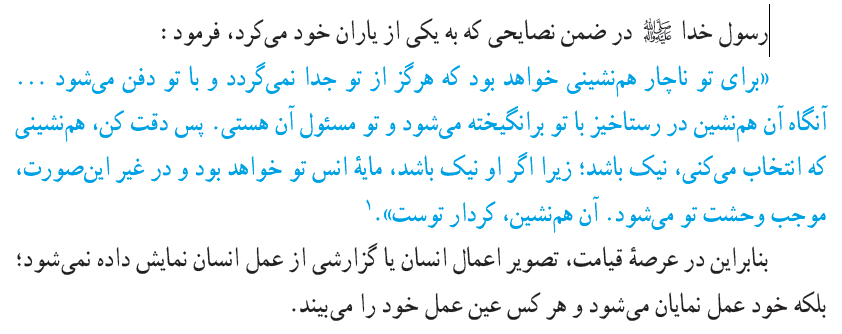 رسول خدا ﷺ در ضمن نصایحی که به یکی از یاران خود می‌کرد، فرمود :
«برای تو ناچار هم‌نشینی خواهد بود که هرگز از تو جدا نمی‌گردد و با تو دفن می‌شود ...
آنگاه آن هم‌نشین در رستاخیز با تو برانگیخته می‌شود و تو مسئول آن هستی. پس دقت کن، هم‌نشینی
که انتخاب می‌کنی، نیک باشد؛ زیرا اگر او نیک باشد، مایهٔ انس تو خواهد بود و در غیر این‌صورت،
موجب وحشت تو می‌شود. آن هم‌نشین، کردار توست».۱
بنابراین در عرصهٔ قیامت، تصویر اعمال انسان یا گزارشی از عمل انسان نمایش داده نمی‌شود؛
بلکه خود عمل نمایان می‌شود و هر کس عین عمل خود را می‌بیند.